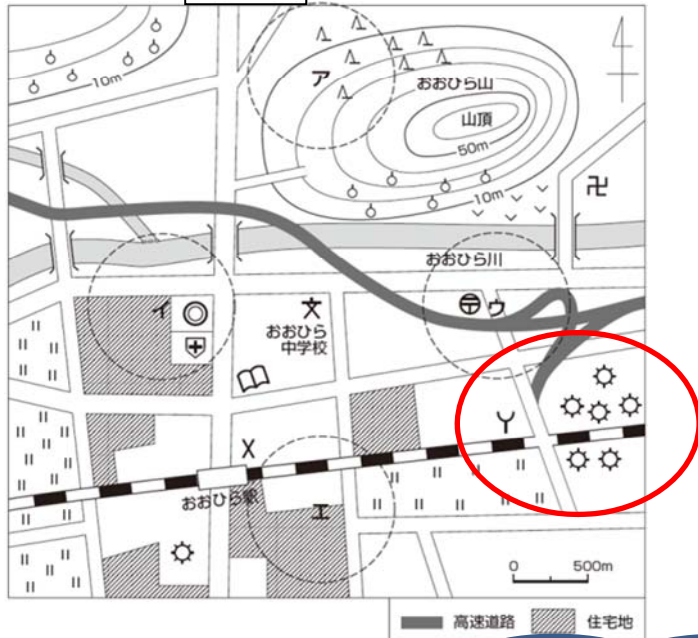 ア
おおひら山
山頂
10m
50m
10m
おおひら川
イ
おおひら
中学校
ウ
おおひら駅
エ
0 500m
高速道路 住宅地